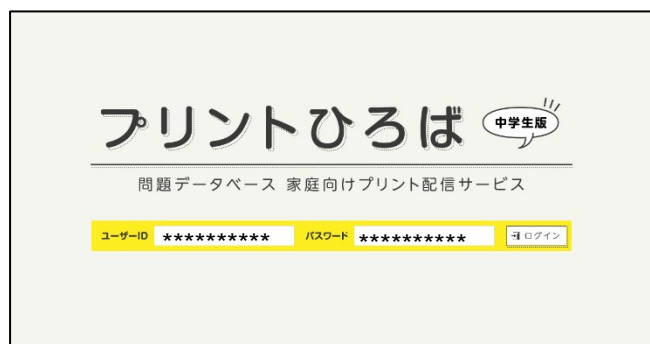 プリントひろば 中学生版
問題データベース 家庭向けプリント配信サービス
ユーザーID ********** パスワード ********** ログイン